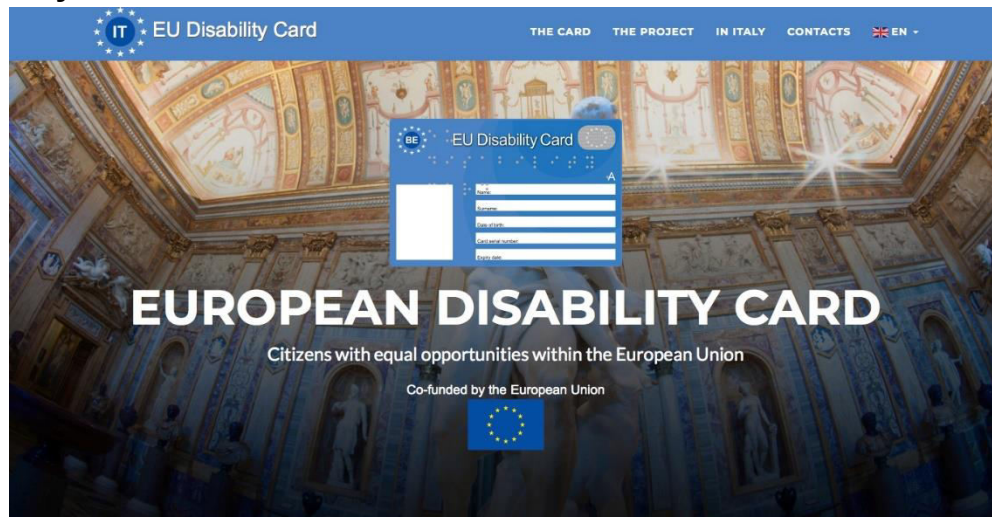 IT EU Disability Card
THE CARD THE PROJECT IN ITALY CONTACTS EN
BE EU Disability Card
A
Name:
Surname:
Date of birth:
Card serial number:
Expiry date:
EUROPEAN DISABILITY CARD
Citizens with equal opportunities within the European Union
Co-funded by the European Union